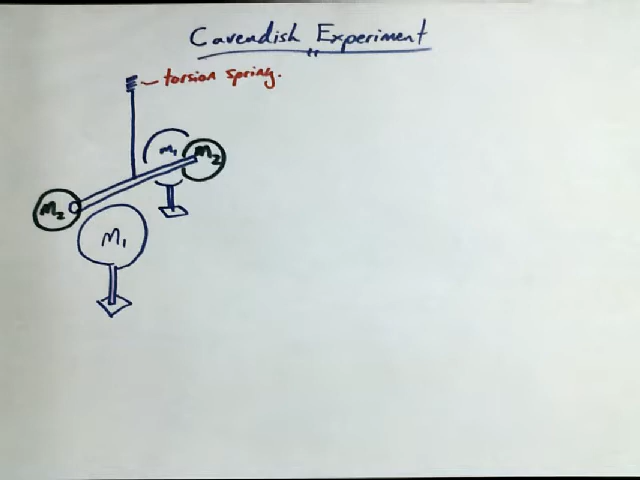 Cavendish Experiment
torsion spring.
M₁
M₂
M₂
M₁